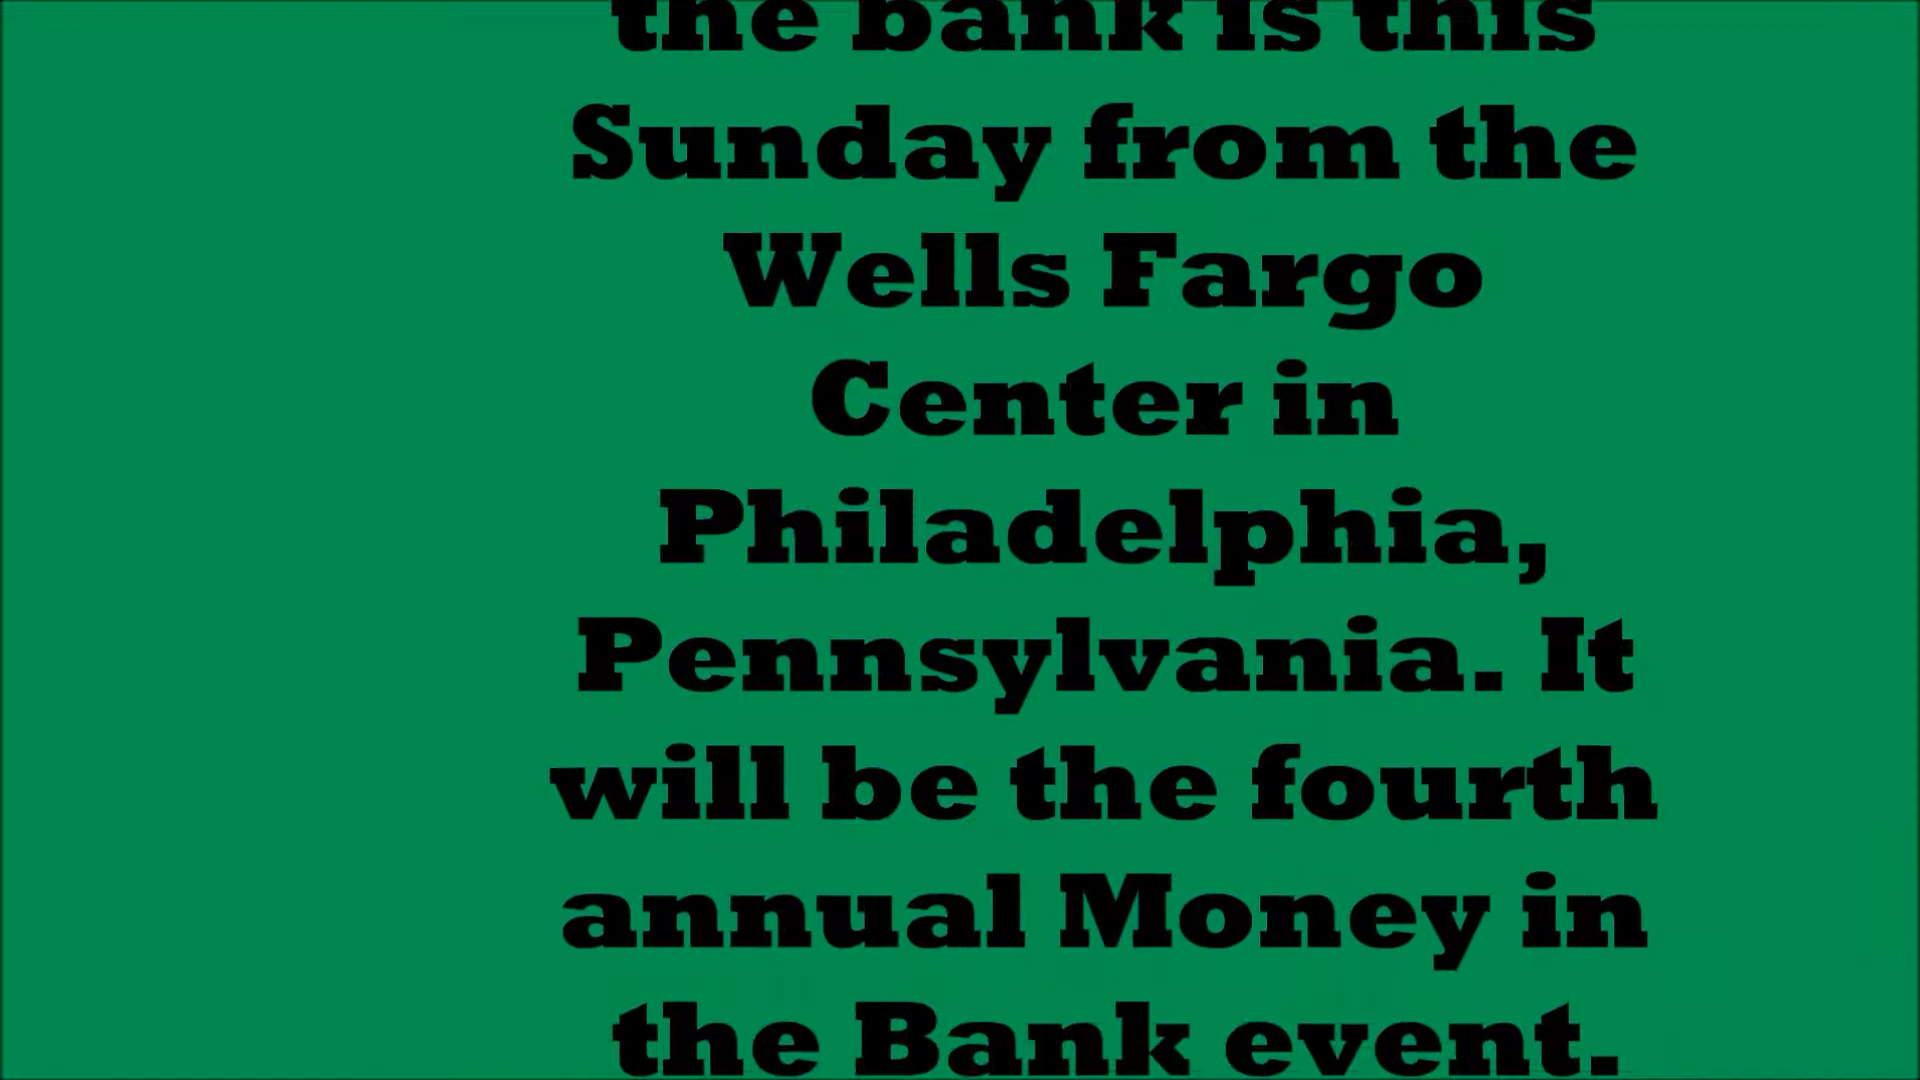 the bank is this
Sunday from the
Wells Fargo
Center in
Philadelphia,
Pennsylvania. It
will be the fourth
annual Money in
the Bank event.